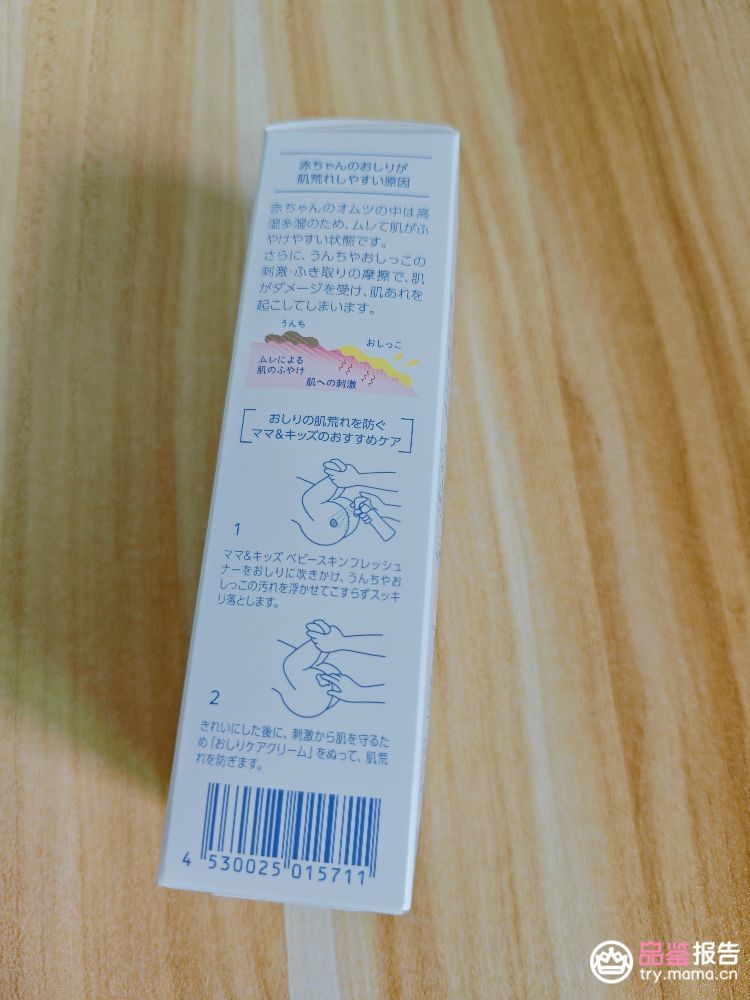 赤ちゃんのおしりが
肌荒れしやすい原因
赤ちゃんのオムツの中は高
温多湿のため、ムレて肌がふ
やけやすい状態です。
さらに、うんちやおしっこの
刺激・ふき取りの摩擦で、肌
がダメージを受け、肌あれを
起こしてしまいます。
うんち
おしっこ
ムレによる
肌のふやけ
肌への刺激
おしりの肌荒れを防ぐ
ママ&キッズのおすすめケア
1
ママ&キッズ ベビースキンフレッシュ
ナーをおしりに吹きかけ、うんちやお
しっこの汚れを浮かせてこすらずスッキ
リ落とします。
2
きれいにした後に、刺激から肌を守るた
め「おしりケアクリーム」をぬって、肌荒
れを防ぎます。
4 530025 015711
品鉴报告
try.mama.cn